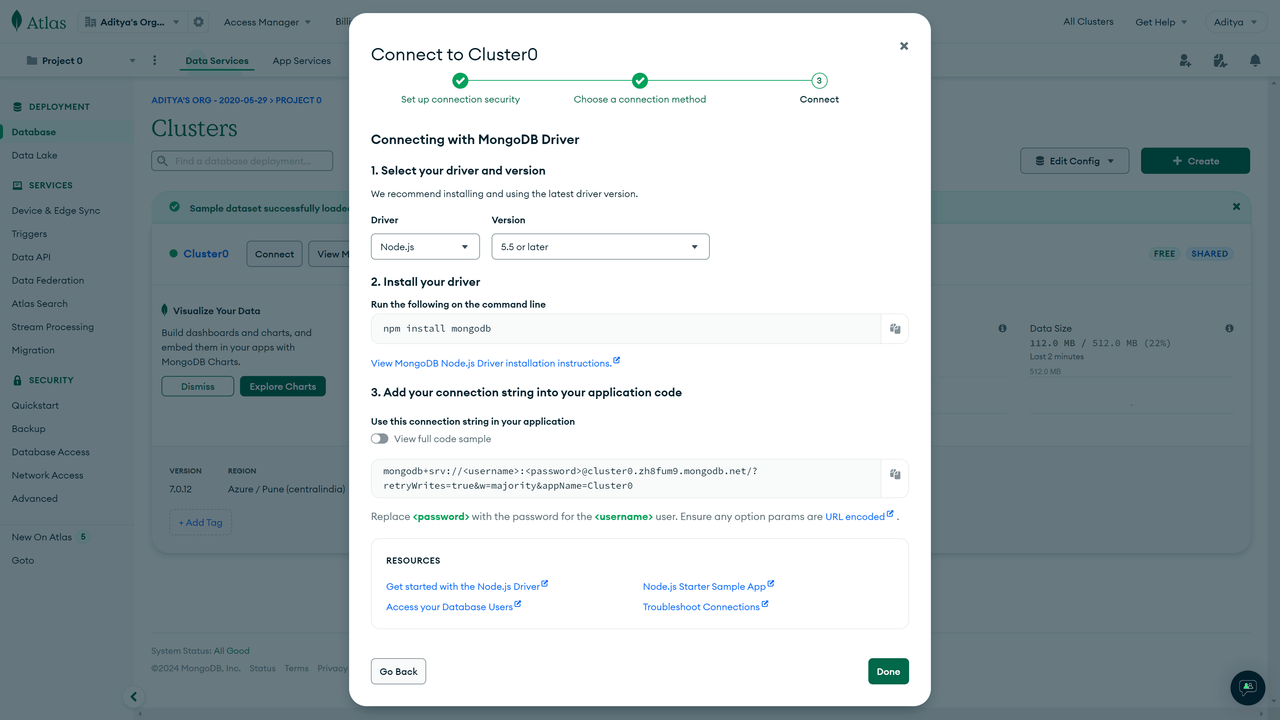 Atlas
Aditya's Org...
Access Manager
All Clusters
Get Help
Aditya
Project 0
Data Services
App Services
DEPLOYMENT
Database
Data Lake
SERVICES
Device & Edge Sync
Triggers
Data API
Data Federation
Atlas Search
Stream Processing
Migration
SECURITY
Quickstart
Backup
Database Access
Network Access
Advanced
New On Atlas 5
Goto
ADITYA'S ORG - 2020-05-29 > PROJECT 0
Clusters
Find a database deployment...
Edit Config
+ Create
Sample dataset successfully
Cluster0
Connect
View
FREE
SHARED
Visualize Your Data
Build dashboards and charts, and
embed them in your apps with
MongoDB Charts.
Dismiss
Explore Charts
Data Size
112.0 MB / 512.0 MB (22%)
Last 2 minutes
512.0 MB
VERSION
REGION
7.0.12
Azure / Pune (centralindia)
+ Add Tag
System Status: All Good
©2024 MongoDB, Inc.
Status
Terms
Privacy
Connect to Cluster0
Set up connection security
Choose a connection method
3
Connect
Connecting with MongoDB Driver
1. Select your driver and version
We recommend installing and using the latest driver version.
Driver
Version
Node.js
5.5 or later
2. Install your driver
Run the following on the command line
npm install mongodb
View MongoDB Node.js Driver installation instructions.
3. Add your connection string into your application code
Use this connection string in your application
View full code sample
mongodb+srv://<username>:<password>@cluster0.zh8fum9.mongodb.net/?
retryWrites=true&w=majority&appName=Cluster0
Replace <password> with the password for the <username> user. Ensure any option params are URL encoded .
RESOURCES
Get started with the Node.js Driver
Node.js Starter Sample App
Access your Database Users
Troubleshoot Connections
Go Back
Done